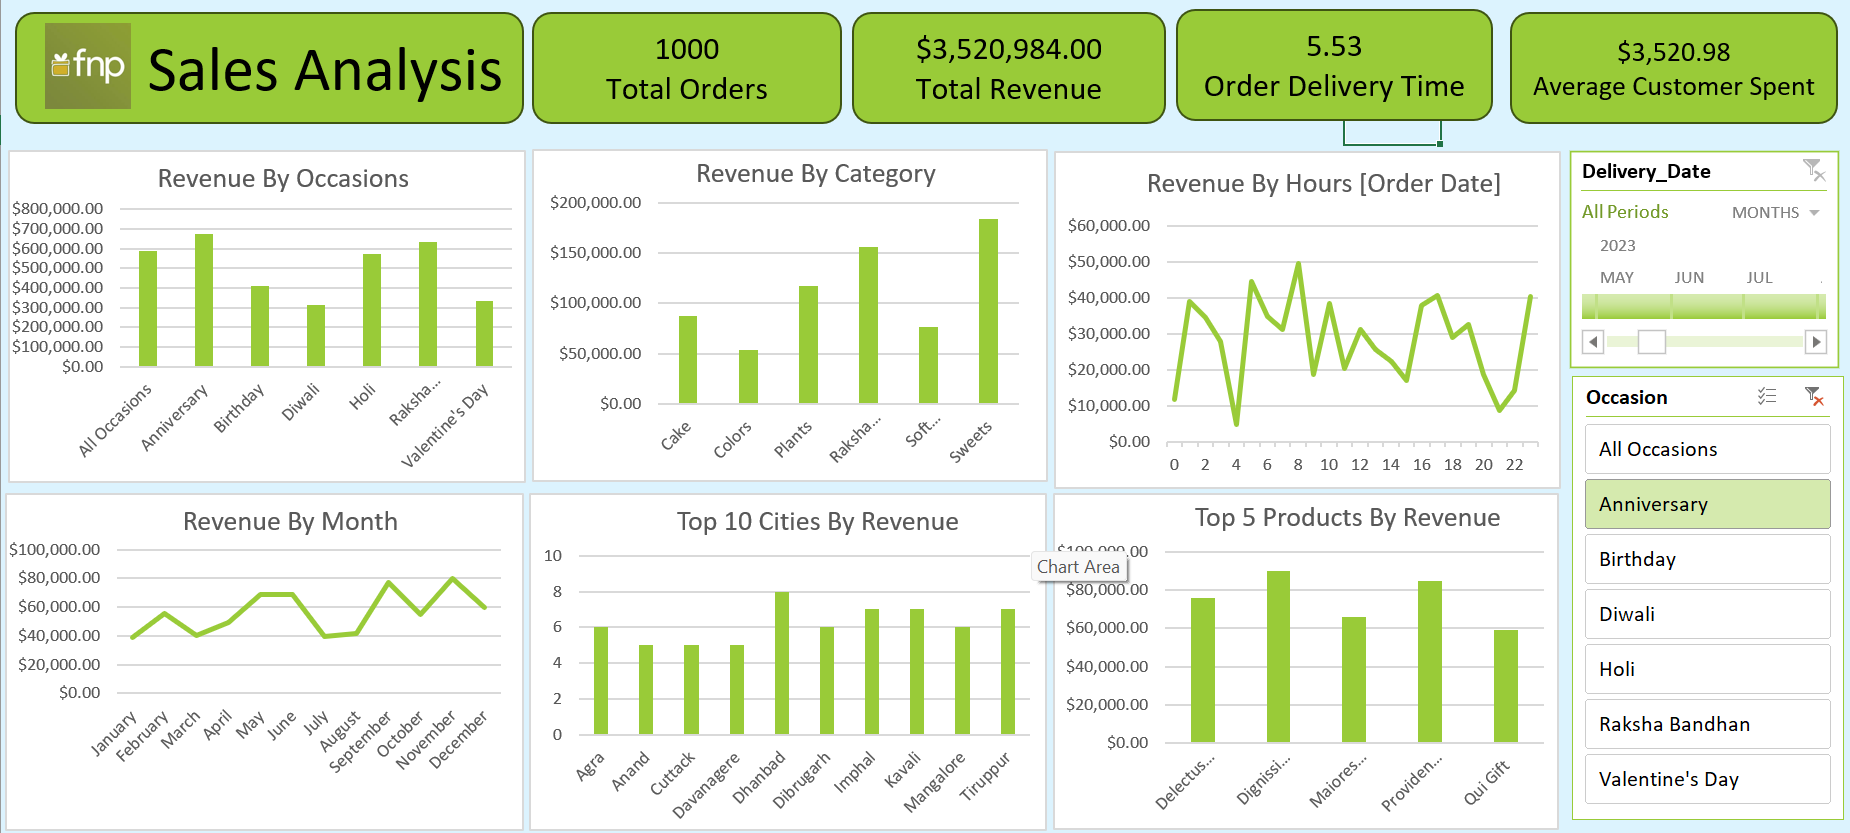 fnp
Sales Analysis
1000
Total Orders
$3,520,984.00
Total Revenue
5.53
Order Delivery Time
$3,520.98
Average Customer Spent
Revenue By Occasions
$800,000.00
$700,000.00
$600,000.00
$500,000.00
$400,000.00
$300,000.00
$200,000.00
$100,000.00
$0.00
All Occasions
Anniversary
Birthday
Diwali
Holi
Raksha...
Valentine's Day
Revenue By Category
$200,000.00
$150,000.00
$100,000.00
$50,000.00
$0.00
Cake
Colors
Plants
Raksha...
Soft...
Sweets
Revenue By Hours [Order Date]
$60,000.00
$50,000.00
$40,000.00
$30,000.00
$20,000.00
$10,000.00
$0.00
0 2 4 6 8 10 12 14 16 18 20 22
Delivery_Date
All Periods MONTHS
2023
MAY JUN JUL
Occasion
All Occasions
Anniversary
Birthday
Diwali
Holi
Raksha Bandhan
Valentine's Day
Revenue By Month
$100,000.00
$80,000.00
$60,000.00
$40,000.00
$20,000.00
$0.00
January
February
March
April
May
June
July
August
September
October
November
December
Top 10 Cities By Revenue
10
8
6
4
2
0
Agra
Anand
Cuttack
Davanagere
Dhanbad
Dibrugarh
Imphal
Kavali
Mangalore
Tiruppur
Chart Area
Top 5 Products By Revenue
$100,000.00
$80,000.00
$60,000.00
$40,000.00
$20,000.00
$0.00
Delectus...
Dignissi...
Maiores...
Providen...
Qui Gift